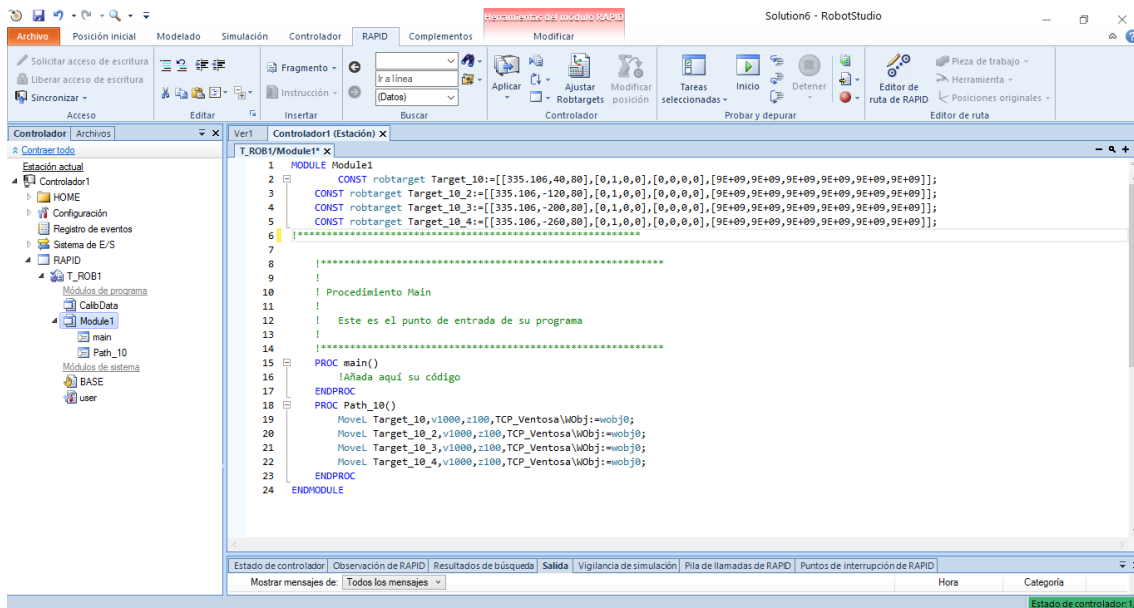 Herramientas del módulo RAPID
Solution6 - RobotStudio
Archivo Posición inicial Modelado Simulación Controlador RAPID Complementos Modificar
Solicitar acceso de escritura
Liberar acceso de escritura
Sincronizar
Acceso
Editar
Fragmento
Instrucción
Insertar
Ir a línea
(Datos)
Buscar
Aplicar
Ajustar Robtargets
Modificar posición
Controlador
Tareas seleccionadas
Inicio
Detener
Probar y depurar
Editor de ruta de RAPID
Pieza de trabajo
Herramienta
Posiciones originales
Editor de ruta
Controlador Archivos
Contraer todo
Estación actual
Controlador1
HOME
Configuración
Registro de eventos
Sistema de E/S
RAPID
T_ROB1
Módulos de programa
CalibData
Module1
main
Path_10
Módulos de sistema
BASE
user
Ver1 Controlador1 (Estación) X
T_ROB1/Module1* X
1 MODULE Module1
2 CONST robtarget Target_10:=[[335.106,40,80],[0,1,0,0],[0,0,0,0],[9E+09,9E+09,9E+09,9E+09,9E+09,9E+09]];
3 CONST robtarget Target_10_2:=[[335.106,-120,80],[0,1,0,0],[0,0,0,0],[9E+09,9E+09,9E+09,9E+09,9E+09,9E+09]];
4 CONST robtarget Target_10_3:=[[335.106,-200,80],[0,1,0,0],[0,0,0,0],[9E+09,9E+09,9E+09,9E+09,9E+09,9E+09]];
5 CONST robtarget Target_10_4:=[[335.106,-260,80],[0,1,0,0],[0,0,0,0],[9E+09,9E+09,9E+09,9E+09,9E+09,9E+09]];
6 !***********************************************************
7
8 !***********************************************************
9 !
10 ! Procedimiento Main
11 !
12 ! Este es el punto de entrada de su programa
13 !
14 !***********************************************************
15 PROC main()
16 !Añada aquí su código
17 ENDPROC
18 PROC Path_10()
19 MoveL Target_10,v1000,z100,TCP_Ventosa\WObj:=wobj0;
20 MoveL Target_10_2,v1000,z100,TCP_Ventosa\WObj:=wobj0;
21 MoveL Target_10_3,v1000,z100,TCP_Ventosa\WObj:=wobj0;
22 MoveL Target_10_4,v1000,z100,TCP_Ventosa\WObj:=wobj0;
23 ENDPROC
24 ENDMODULE
Estado de controlador Observación de RAPID Resultados de búsqueda Salida Vigilancia de simulación Pila de llamadas de RAPID Puntos de interrupción de RAPID
Mostrar mensajes de: Todos los mensajes Hora Categoría
Estado de controlador: 1